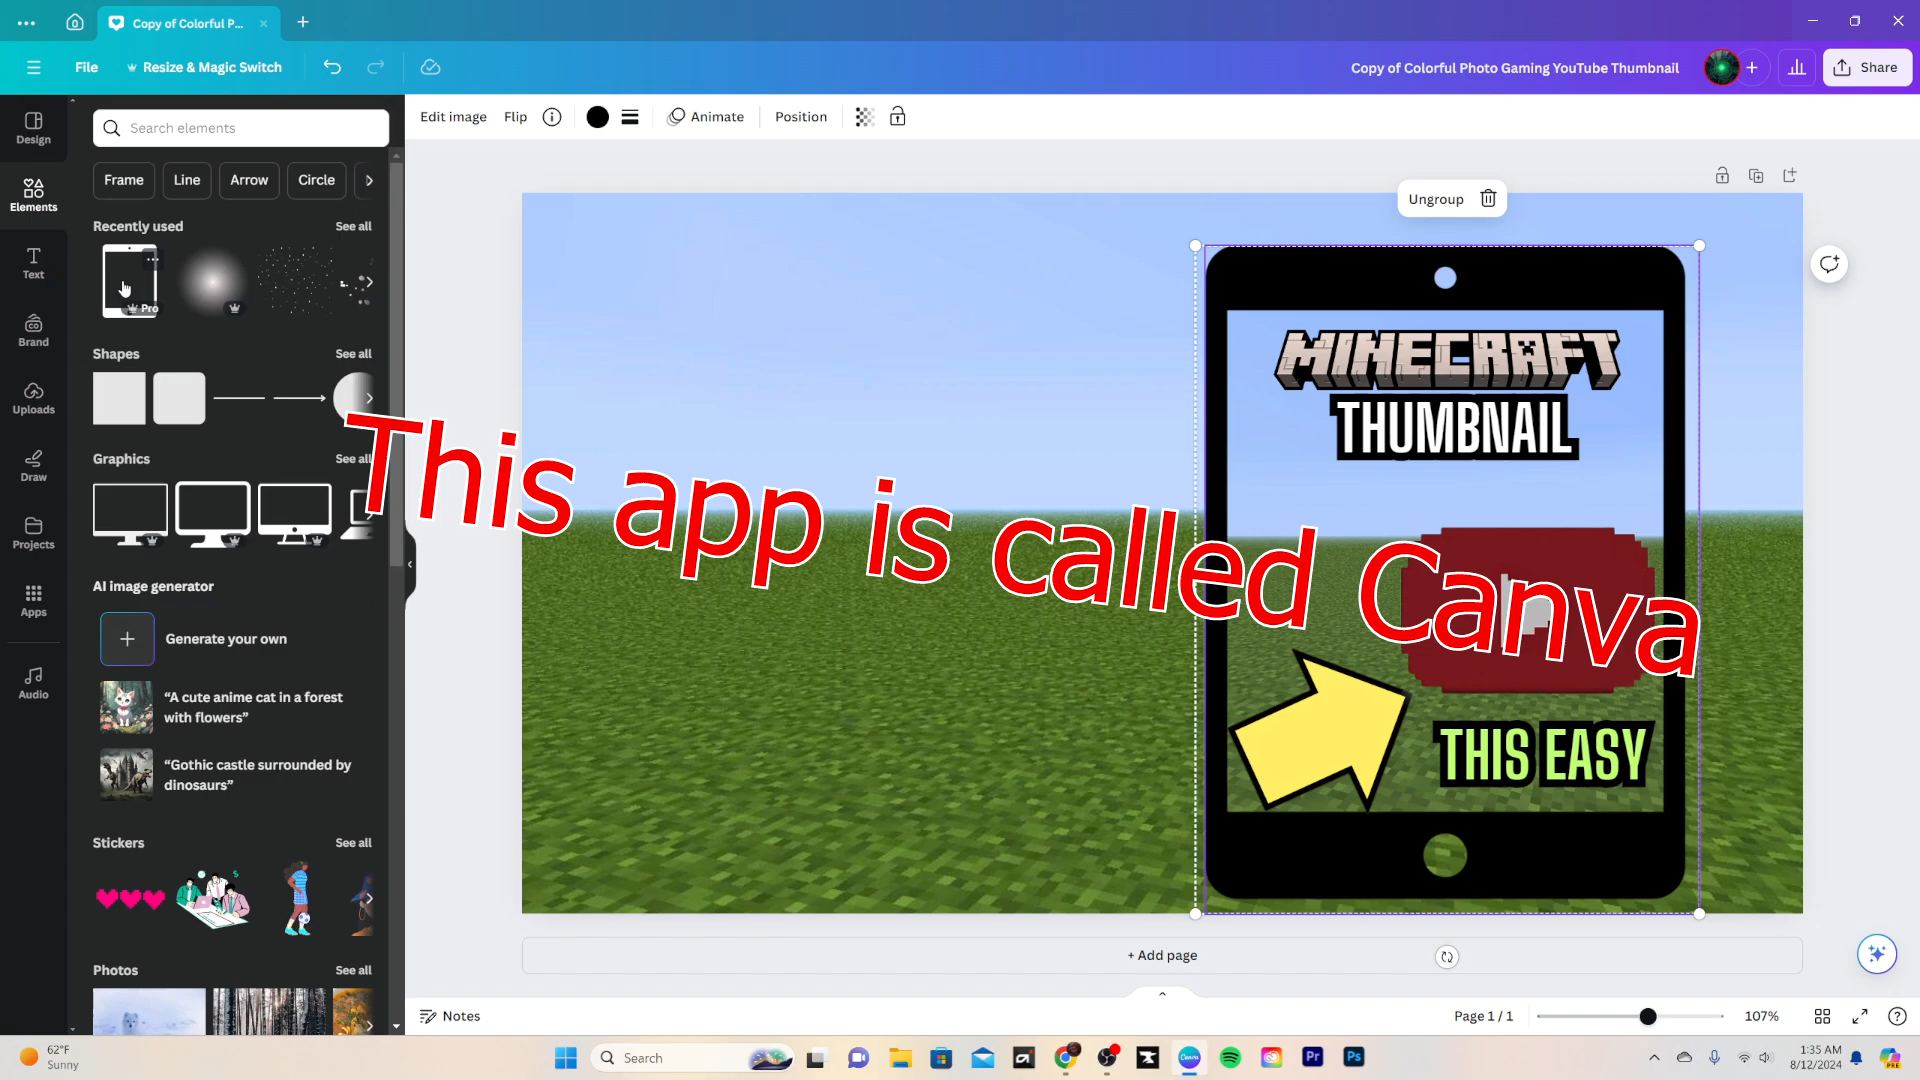 Copy of Colorful P...
File
Resize & Magic Switch
Copy of Colorful Photo Gaming YouTube Thumbnail
Share
Design
Elements
Text
Brand
Uploads
Draw
Projects
Apps
Audio
Search elements
Frame
Line
Arrow
Circle
Recently used
See all
Pro
Shapes
See all
Graphics
See all
AI image generator
Generate your own
“A cute anime cat in a forest
with flowers”
“Gothic castle surrounded by
dinosaurs”
Stickers
See all
Photos
See all
Edit image
Flip
Animate
Position
Ungroup
MINECRAFT
THUMBNAIL
This app is called Canva
THIS EASY
+ Add page
Notes
Page 1 / 1
107%
62°F
Sunny
Search
Canva
Pr
Ps
1:35 AM
8/12/2024
PRE